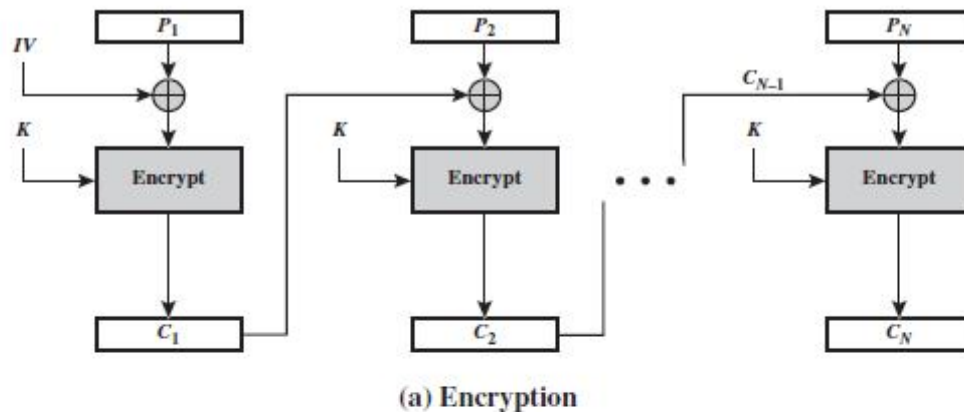 P₁ P₂ Pₙ
IV
Cₙ₋₁
K K K
Encrypt Encrypt Encrypt
• • •
C₁ C₂ Cₙ
(a) Encryption